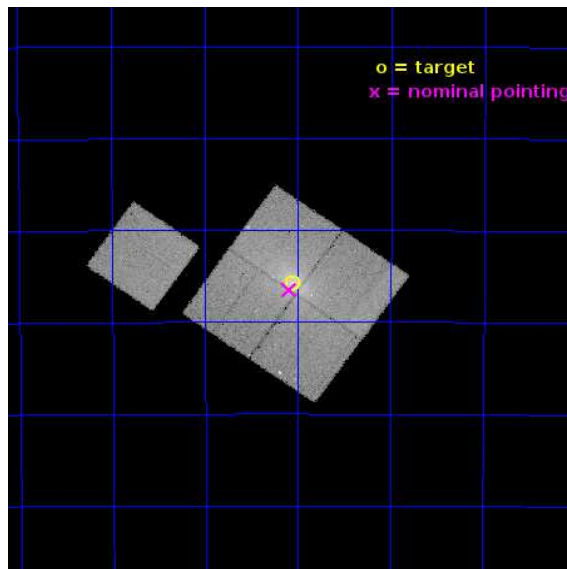 o = target
x = nominal pointing